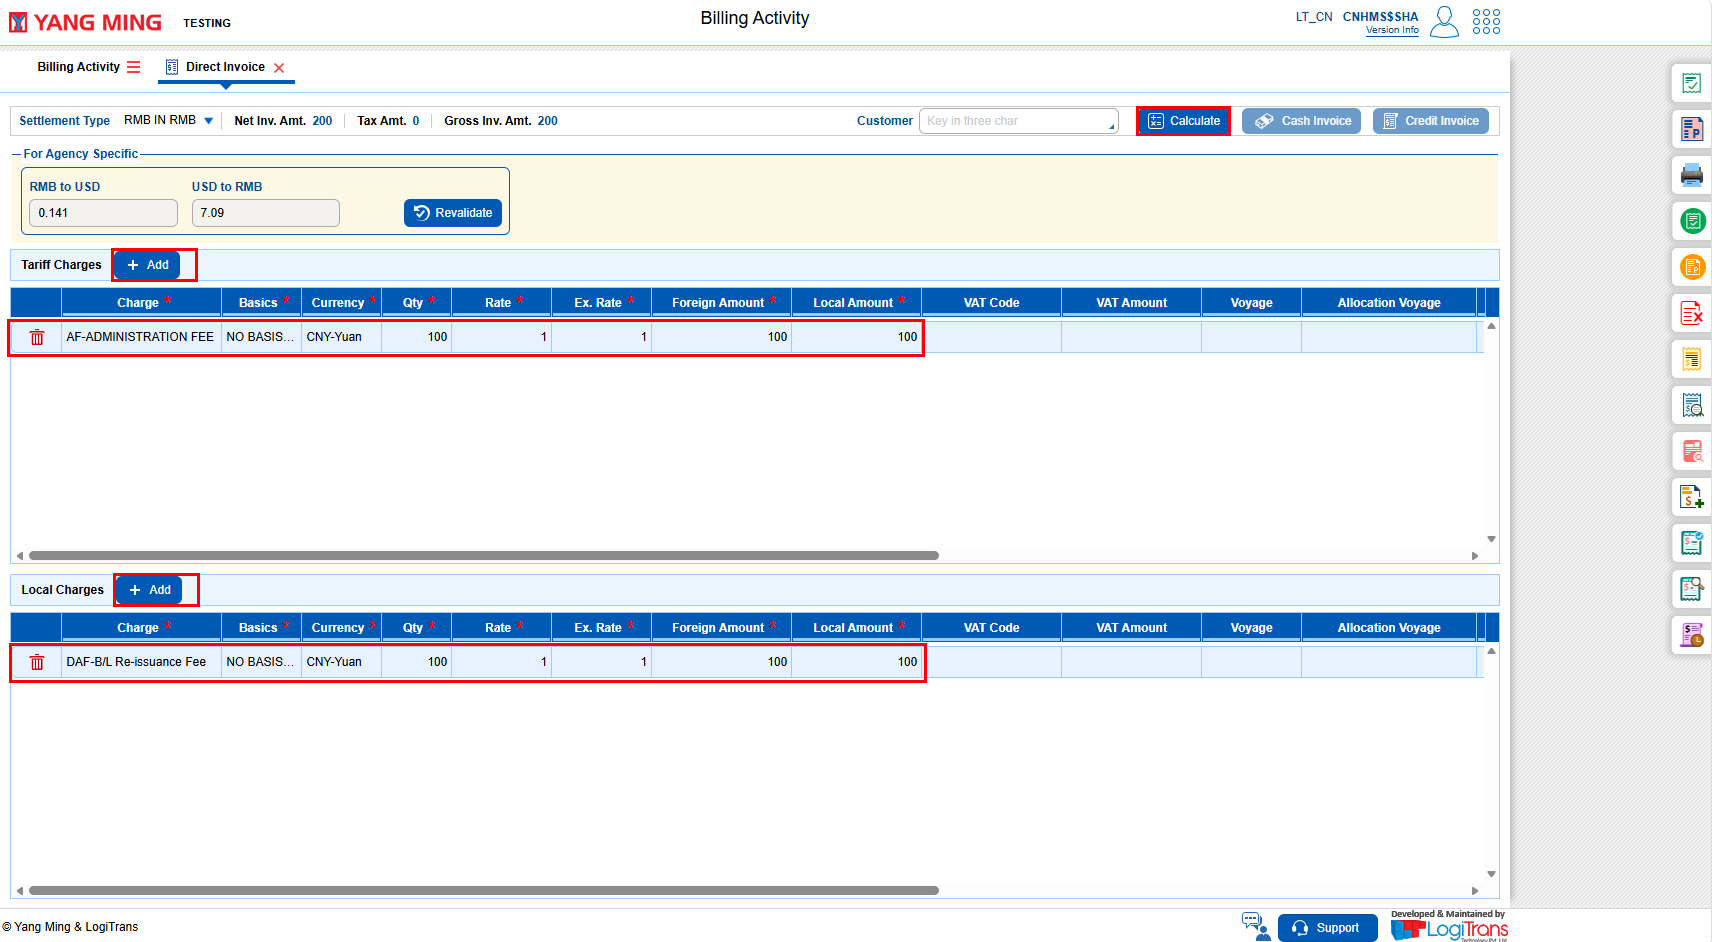 YANG MING TESTING
Billing Activity
LT_CN CNHMS$SHA
Version Info
Billing Activity Direct Invoice
Settlement Type RMB IN RMB Net Inv. Amt. 200 Tax Amt. 0 Gross Inv. Amt. 200 Customer Key in three char Calculate Cash Invoice Credit Invoice
For Agency Specific
RMB to USD USD to RMB
0.141 7.09 Revalidate
Tariff Charges + Add
Charge * Basics * Currency * Qty * Rate * Ex. Rate * Foreign Amount * Local Amount * VAT Code VAT Amount Voyage Allocation Voyage
AF-ADMINISTRATION FEE NO BASIS... CNY-Yuan 100 1 1 100 100
Local Charges + Add
Charge * Basics * Currency * Qty * Rate * Ex. Rate * Foreign Amount * Local Amount * VAT Code VAT Amount Voyage Allocation Voyage
DAF-B/L Re-issuance Fee NO BASIS... CNY-Yuan 100 1 1 100 100
© Yang Ming & LogiTrans
Support
Developed & Maintained by
LogiTrans
Technology Pvt. Ltd.